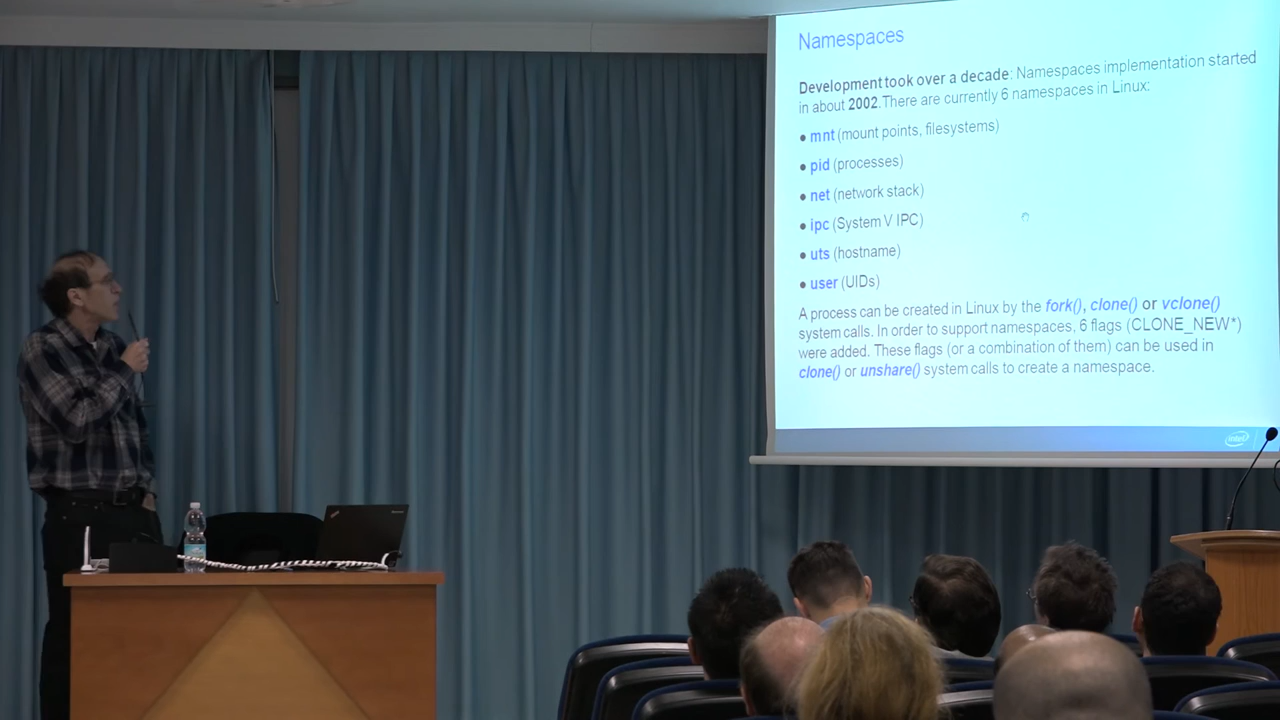 Namespaces
Development took over a decade: Namespaces implementation started
in about 2002. There are currently 6 namespaces in Linux:
● mnt (mount points, filesystems)
● pid (processes)
● net (network stack)
● ipc (System V IPC)
● uts (hostname)
● user (UIDs)
A process can be created in Linux by the fork(), clone() or vclone()
system calls. In order to support namespaces, 6 flags (CLONE_NEW*)
were added. These flags (or a combination of them) can be used in
clone() or unshare() system calls to create a namespace.
intel